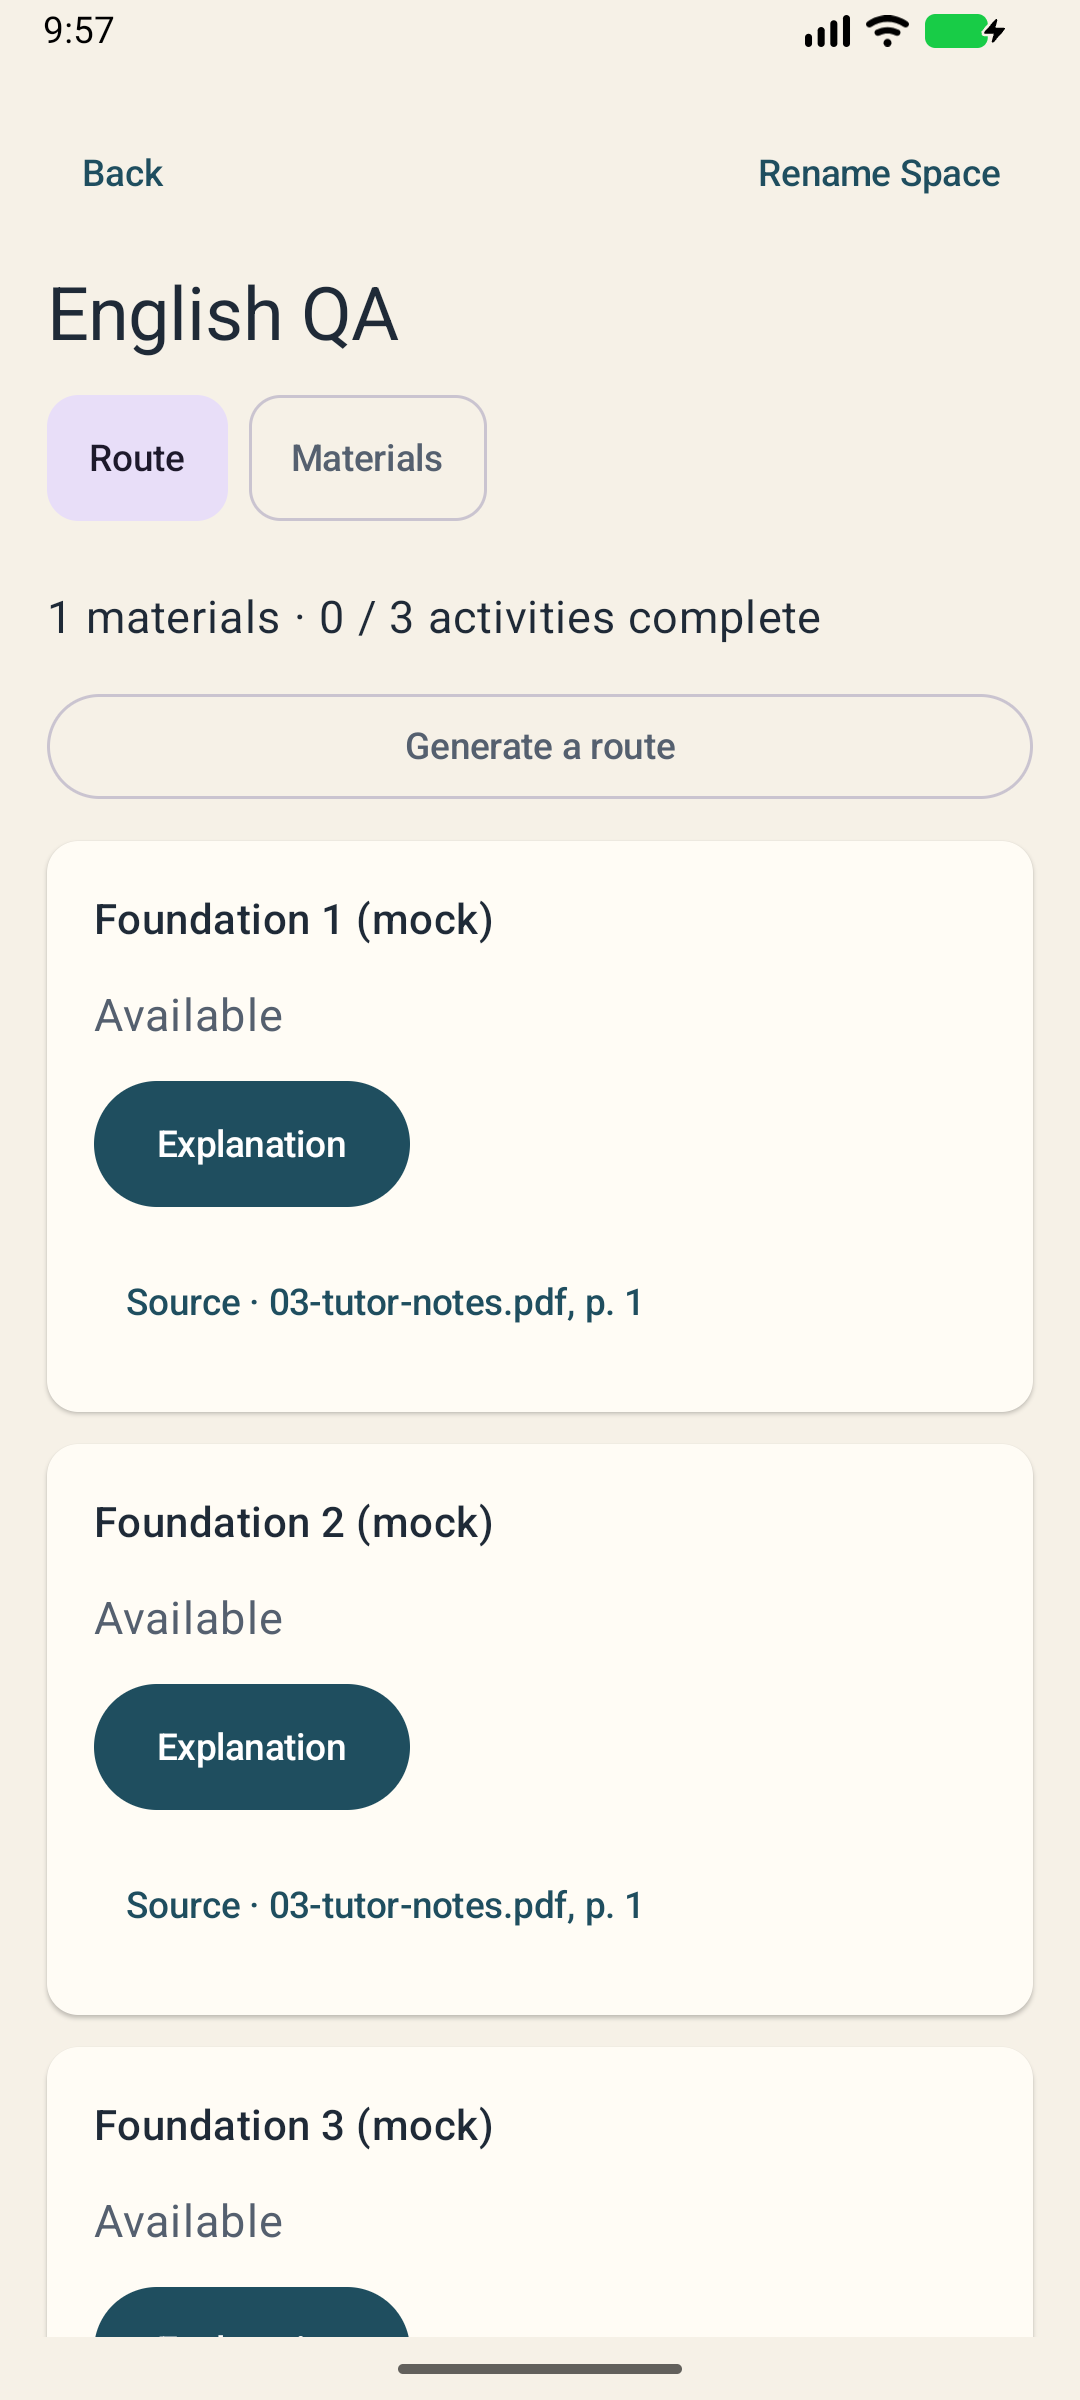 9:57
Back
Rename Space
English QA
Route
Materials
1 materials · 0 / 3 activities complete
Generate a route
Foundation 1 (mock)
Available
Explanation
Source · 03-tutor-notes.pdf, p. 1
Foundation 2 (mock)
Available
Explanation
Source · 03-tutor-notes.pdf, p. 1
Foundation 3 (mock)
Available